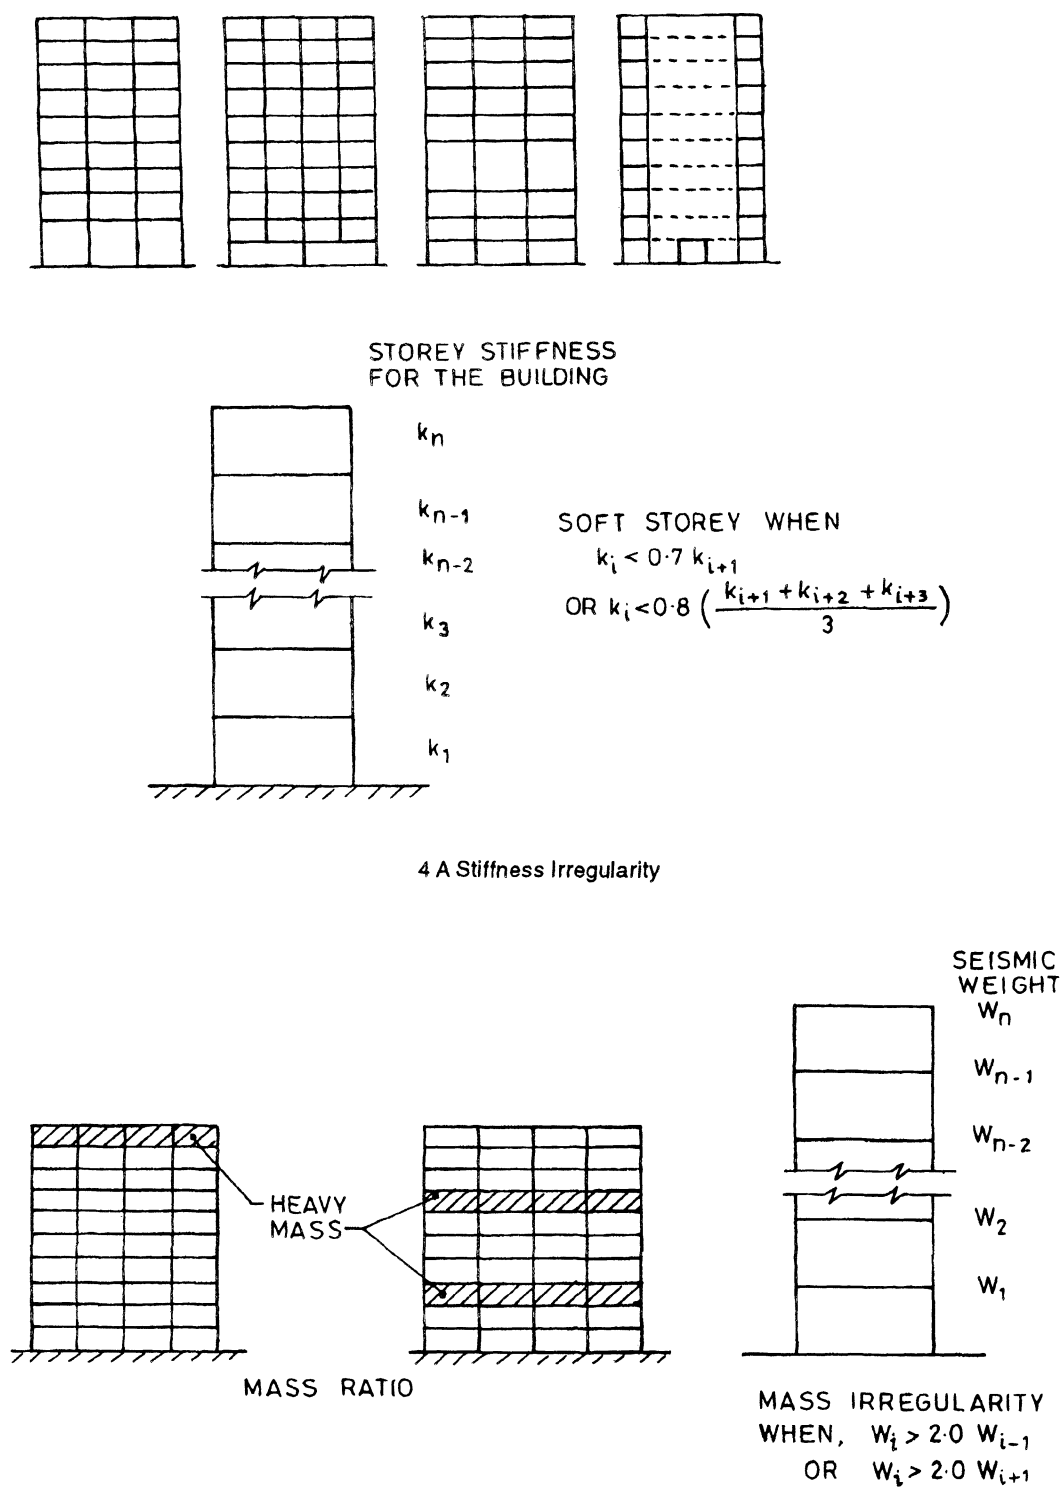 STOREY STIFFNESS
FOR THE BUILDING
kn
kn-1
kn-2
k3
k2
k1
SOFT STOREY WHEN
ki < 0·7 ki+1
OR ki < 0·8 ( ki+1 + ki+2 + ki+3 / 3 )
4 A Stiffness Irregularity
SEISMIC
WEIGHT
Wn
Wn-1
Wn-2
W2
W1
HEAVY
MASS
MASS RATIO
MASS IRREGULARITY
WHEN, Wi > 2·0 Wi-1
OR Wi > 2·0 Wi+1